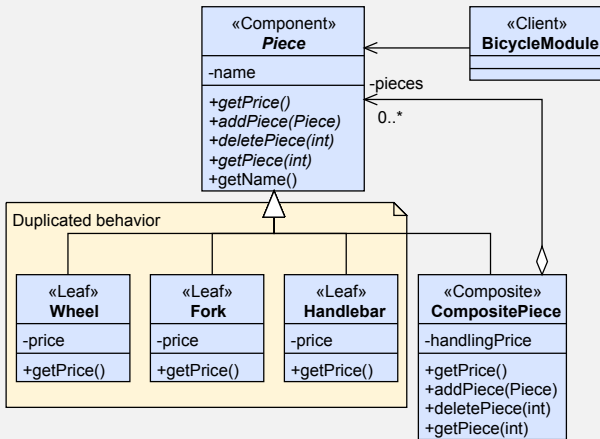 «Component»
Piece
-name
+getPrice()
+addPiece(Piece)
+deletePiece(int)
+getPiece(int)
+getName()
«Client»
BicycleModule
-pieces
0..*
Duplicated behavior
«Leaf»
Wheel
-price
+getPrice()
«Leaf»
Fork
-price
+getPrice()
«Leaf»
Handlebar
-price
+getPrice()
«Composite»
CompositePiece
-handlingPrice
+getPrice()
+addPiece(Piece)
+deletePiece(int)
+getPiece(int)